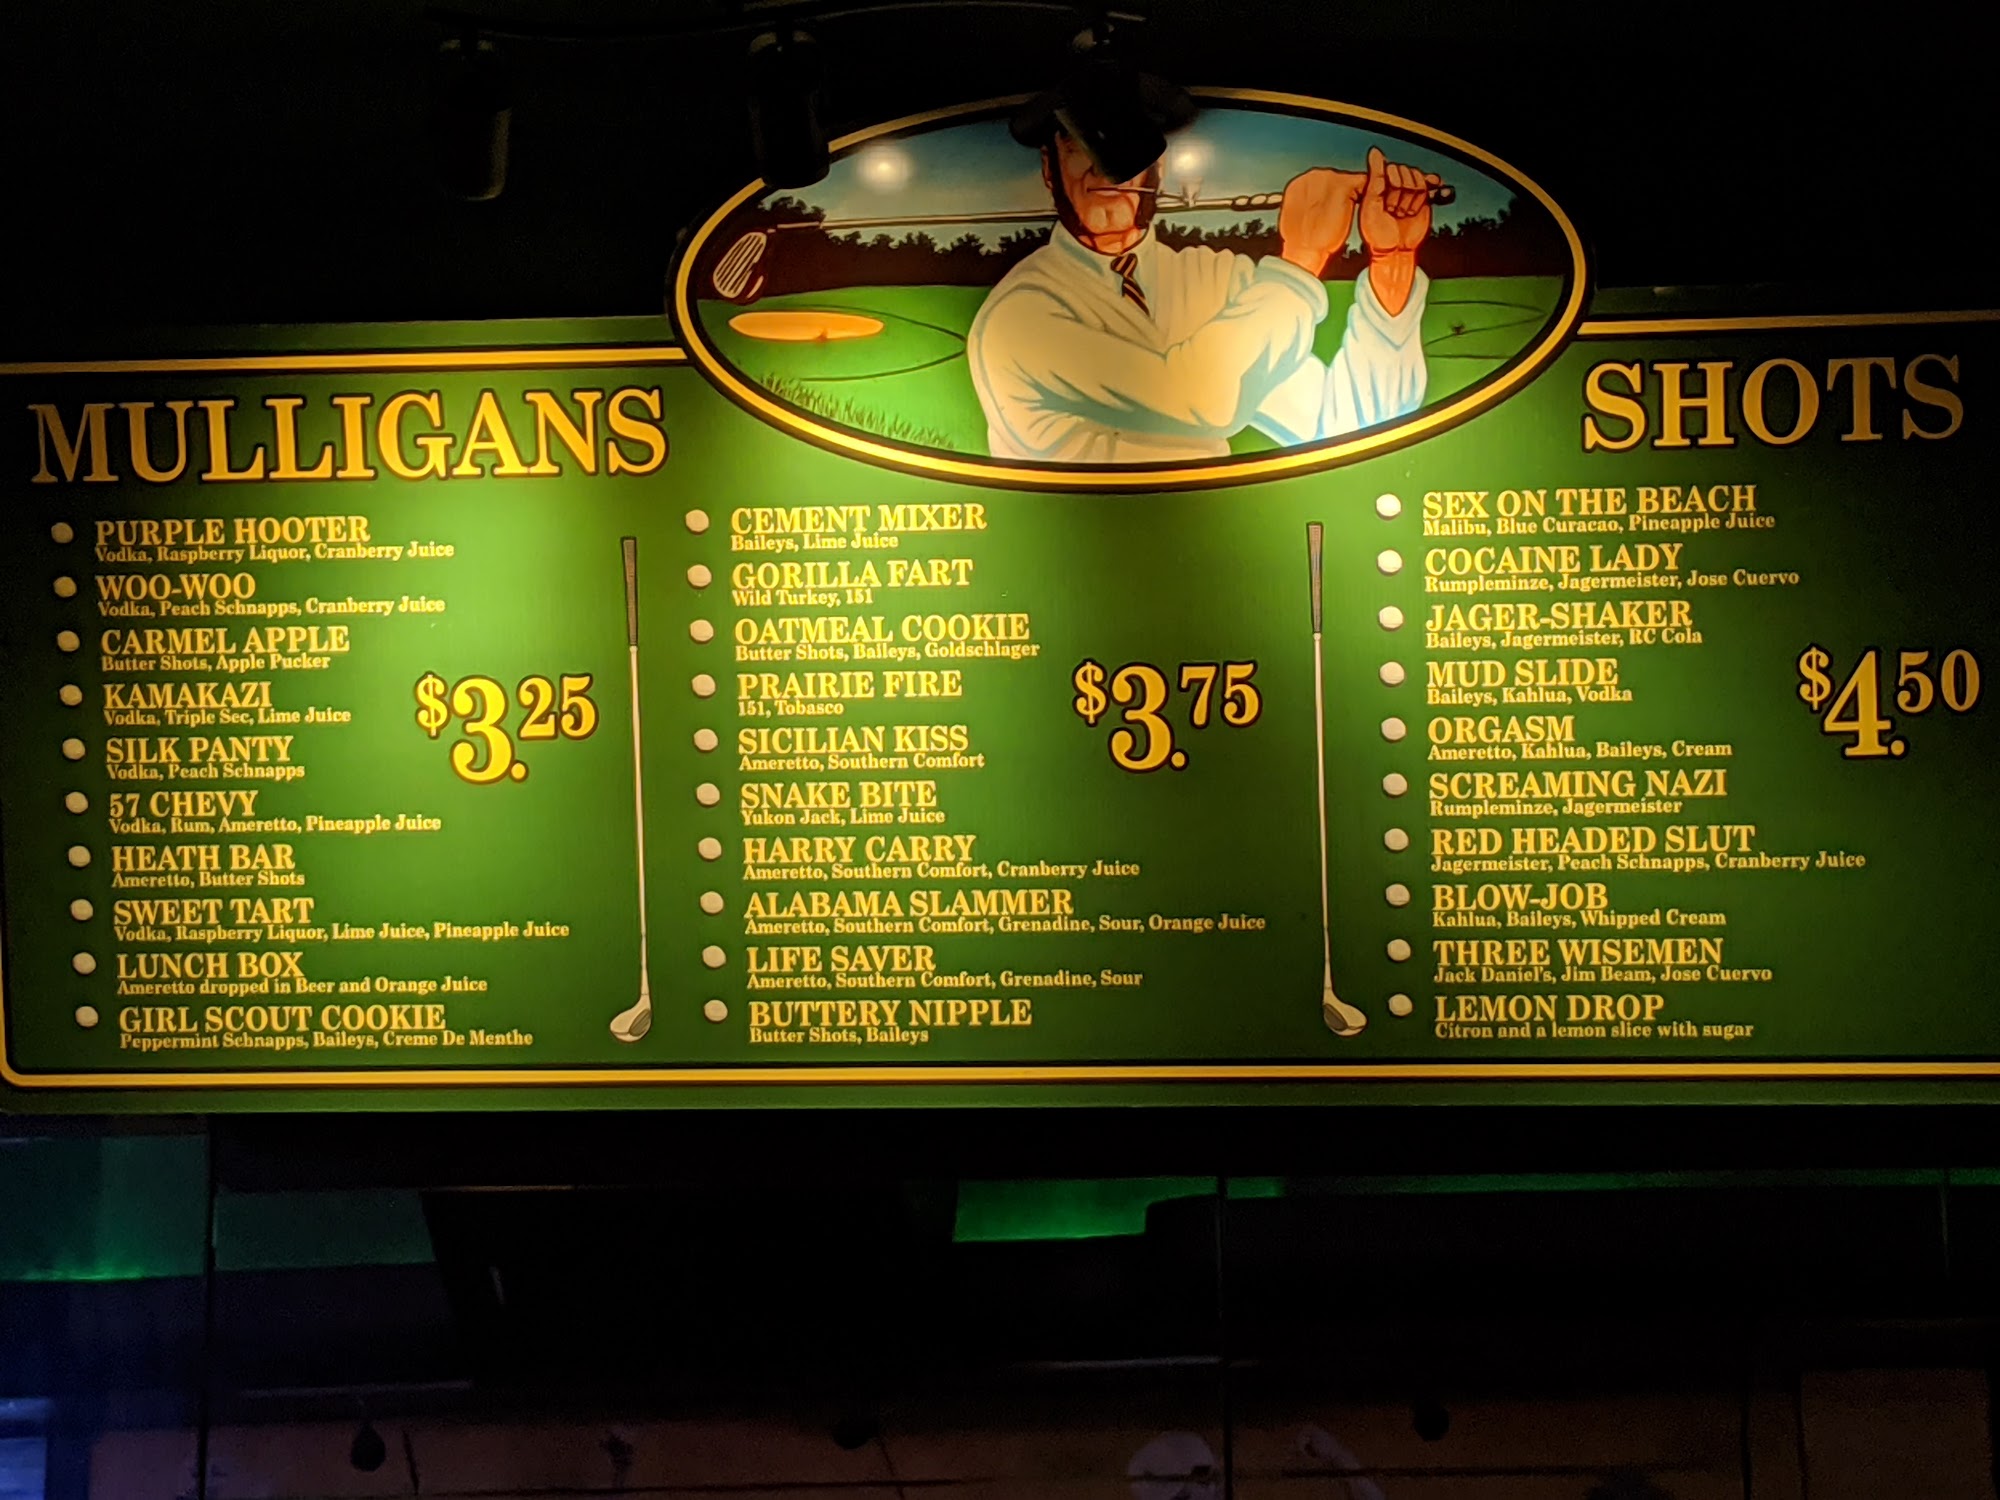 MULLIGANS
SHOTS
PURPLE HOOTER
Vodka, Raspberry Liquor, Cranberry Juice
WOO-WOO
Vodka, Peach Schnapps, Cranberry Juice
CARMEL APPLE
Butter Shots, Apple Pucker
KAMAKAZI
Vodka, Triple Sec, Lime Juice
SILK PANTY
Vodka, Peach Schnapps
57 CHEVY
Vodka, Rum, Ameretto, Pineapple Juice
HEATH BAR
Ameretto, Butter Shots
SWEET TART
Vodka, Raspberry Liquor, Lime Juice, Pineapple Juice
LUNCH BOX
Ameretto dropped in Beer and Orange Juice
GIRL SCOUT COOKIE
Peppermint Schnapps, Baileys, Creme De Menthe
$3.25
CEMENT MIXER
Baileys, Lime Juice
GORILLA FART
Wild Turkey, 151
OATMEAL COOKIE
Butter Shots, Baileys, Goldschlager
PRAIRIE FIRE
151, Tobasco
SICILIAN KISS
Ameretto, Southern Comfort
SNAKE BITE
Yukon Jack, Lime Juice
HARRY CARRY
Ameretto, Southern Comfort, Cranberry Juice
ALABAMA SLAMMER
Ameretto, Southern Comfort, Grenadine, Sour, Orange Juice
LIFE SAVER
Ameretto, Southern Comfort, Grenadine, Sour
BUTTERY NIPPLE
Butter Shots, Baileys
$3.75
SEX ON THE BEACH
Malibu, Blue Curacao, Pineapple Juice
COCAINE LADY
Rumpleminze, Jagermeister, Jose Cuervo
JAGER-SHAKER
Baileys, Jagermeister, RC Cola
MUD SLIDE
Baileys, Kahlua, Vodka
ORGASM
Ameretto, Kahlua, Baileys, Cream
SCREAMING NAZI
Rumpleminze, Jagermeister
RED HEADED SLUT
Jagermeister, Peach Schnapps, Cranberry Juice
BLOW-JOB
Kahlua, Baileys, Whipped Cream
THREE WISEMEN
Jack Daniel's, Jim Beam, Jose Cuervo
LEMON DROP
Citron and a lemon slice with sugar
$4.50